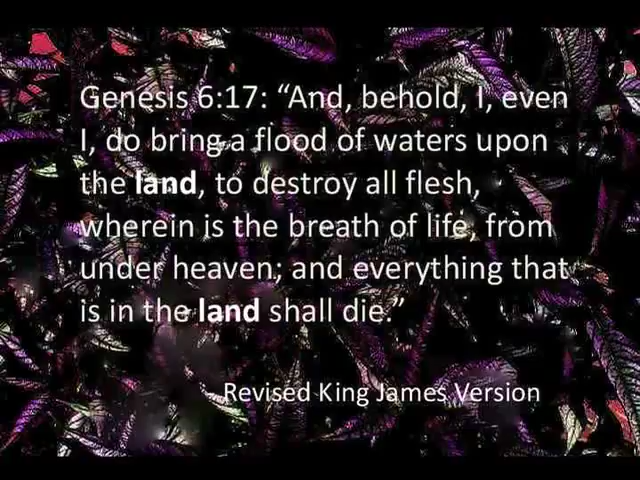 Genesis 6:17: “And, behold, I, even
I, do bring a flood of waters upon
the land, to destroy all flesh,
wherein is the breath of life, from
under heaven; and everything that
is in the land shall die.”
Revised King James Version